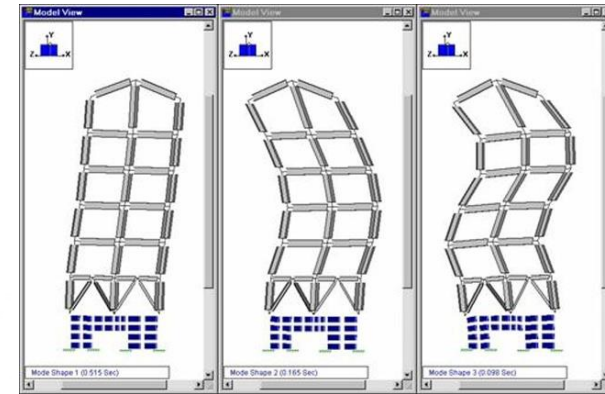 Model View
Y
Z X
Mode Shape 1 (0.515 Sec)
Model View
Y
Z X
Mode Shape 2 (0.165 Sec)
Model View
Y
Z X
Mode Shape 3 (0.098 Sec)